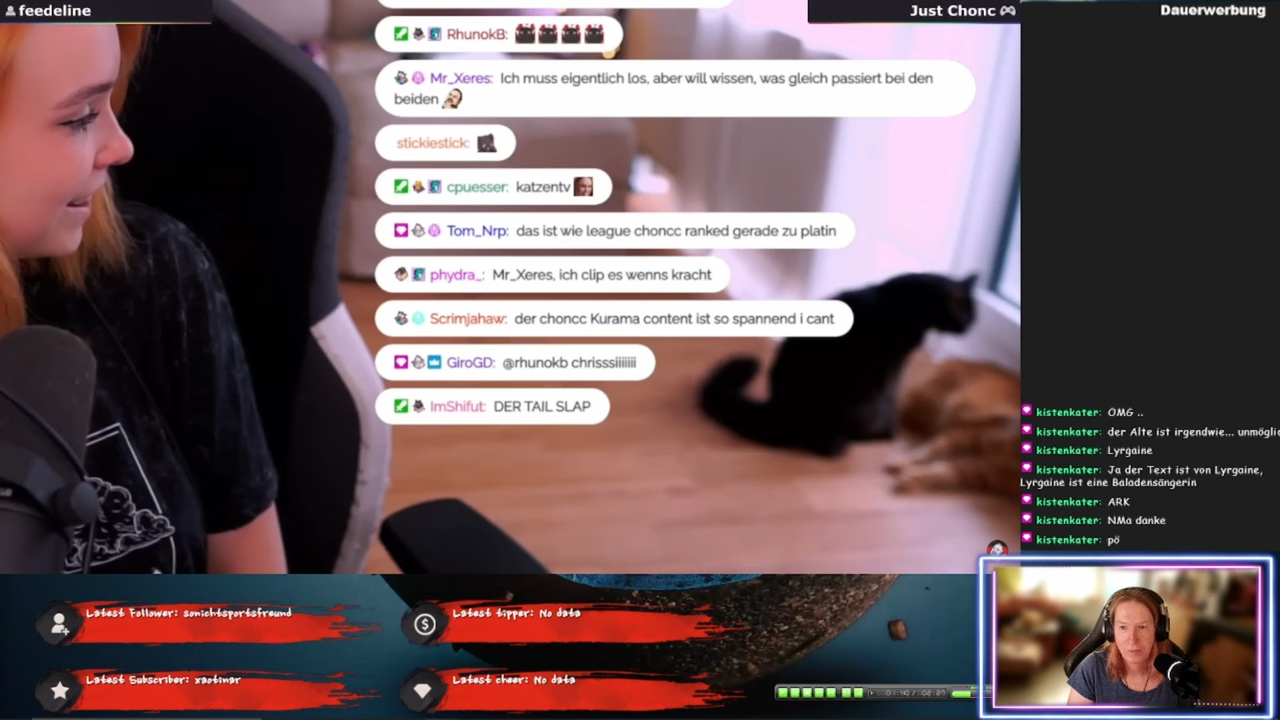 feedeline
Just Chonc
Dauerwerbung
RhunokB:
Mr_Xeres: Ich muss eigentlich los, aber will wissen, was gleich passiert bei den
beiden
stickiestick:
cpuesser: katzentv
Tom_Nrp: das ist wie league choncc ranked gerade zu platin
phydra_: Mr_Xeres, ich clip es wenns kracht
Scrimjahaw: der choncc Kurama content ist so spannend i cant
GiroGD: @rhunokb chrisssiiiiiii
ImShifut: DER TAIL SLAP
kistenkater: OMG ..
kistenkater: der Alte ist irgendwie... unmöglic
kistenkater: Lyrgaine
kistenkater: Ja der Text ist von Lyrgaine,
Lyrgaine ist eine Baladensängerin
kistenkater: ARK
kistenkater: NMa danke
kistenkater: pö
Latest Follower: sonichtsportsfreund
Latest tipper: No data
Latest Subscriber: xaotinar
Latest cheer: No data